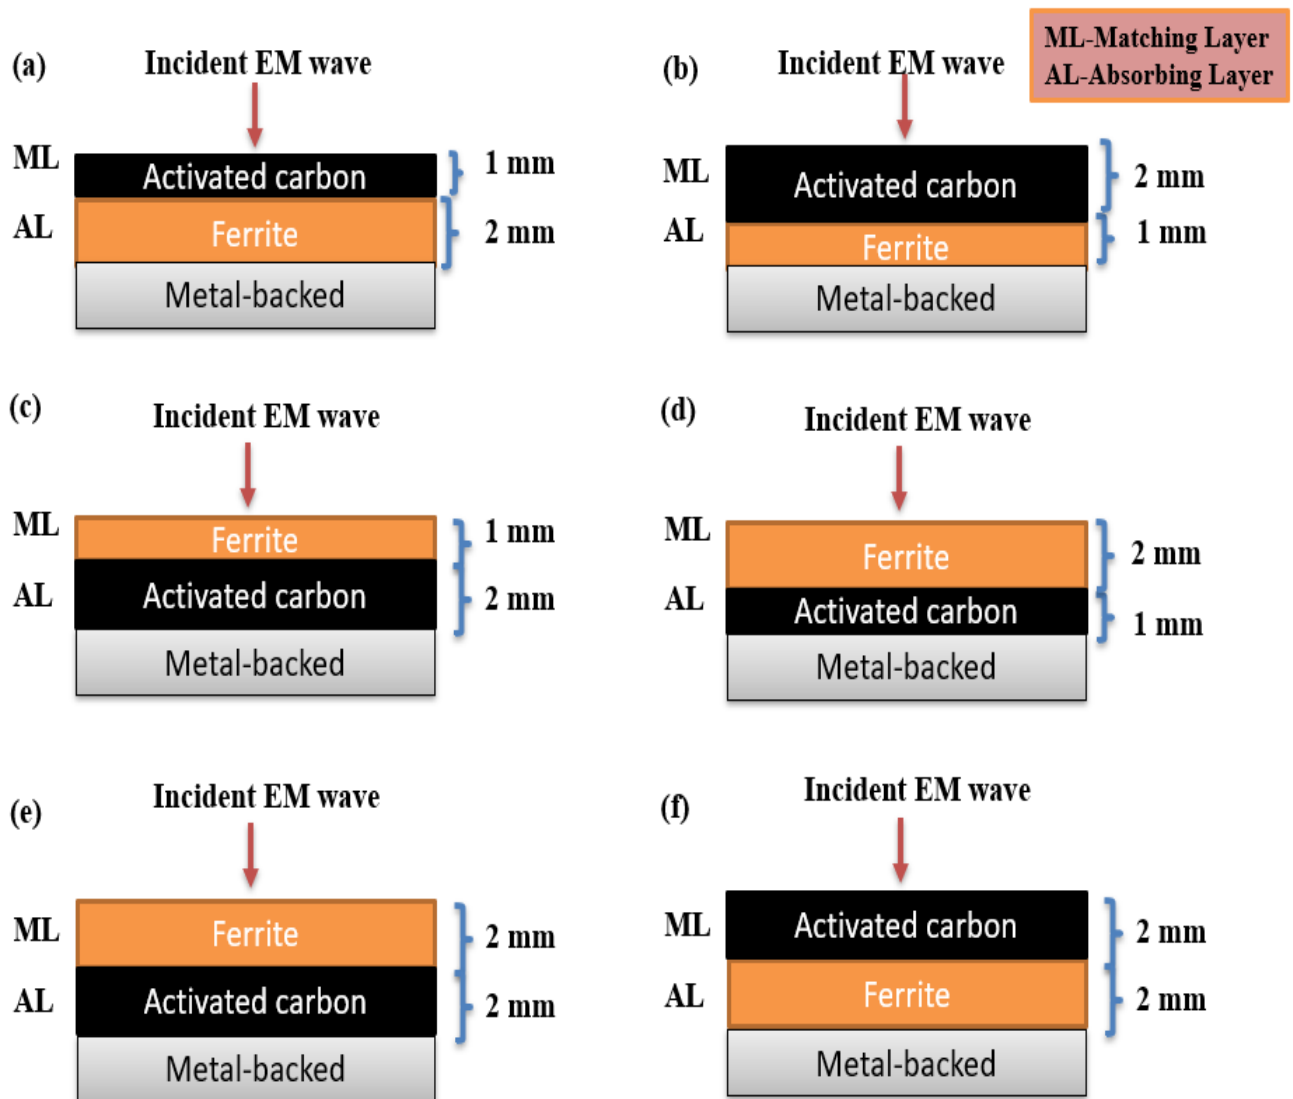 (a)
Incident EM wave
ML
Activated carbon
1 mm
AL
Ferrite
2 mm
Metal-backed
(b)
Incident EM wave
ML-Matching Layer
AL-Absorbing Layer
ML
Activated carbon
2 mm
AL
Ferrite
1 mm
Metal-backed
(c)
Incident EM wave
ML
Ferrite
1 mm
AL
Activated carbon
2 mm
Metal-backed
(d)
Incident EM wave
ML
Ferrite
2 mm
AL
Activated carbon
1 mm
Metal-backed
(e)
Incident EM wave
ML
Ferrite
2 mm
AL
Activated carbon
2 mm
Metal-backed
(f)
Incident EM wave
ML
Activated carbon
2 mm
AL
Ferrite
2 mm
Metal-backed